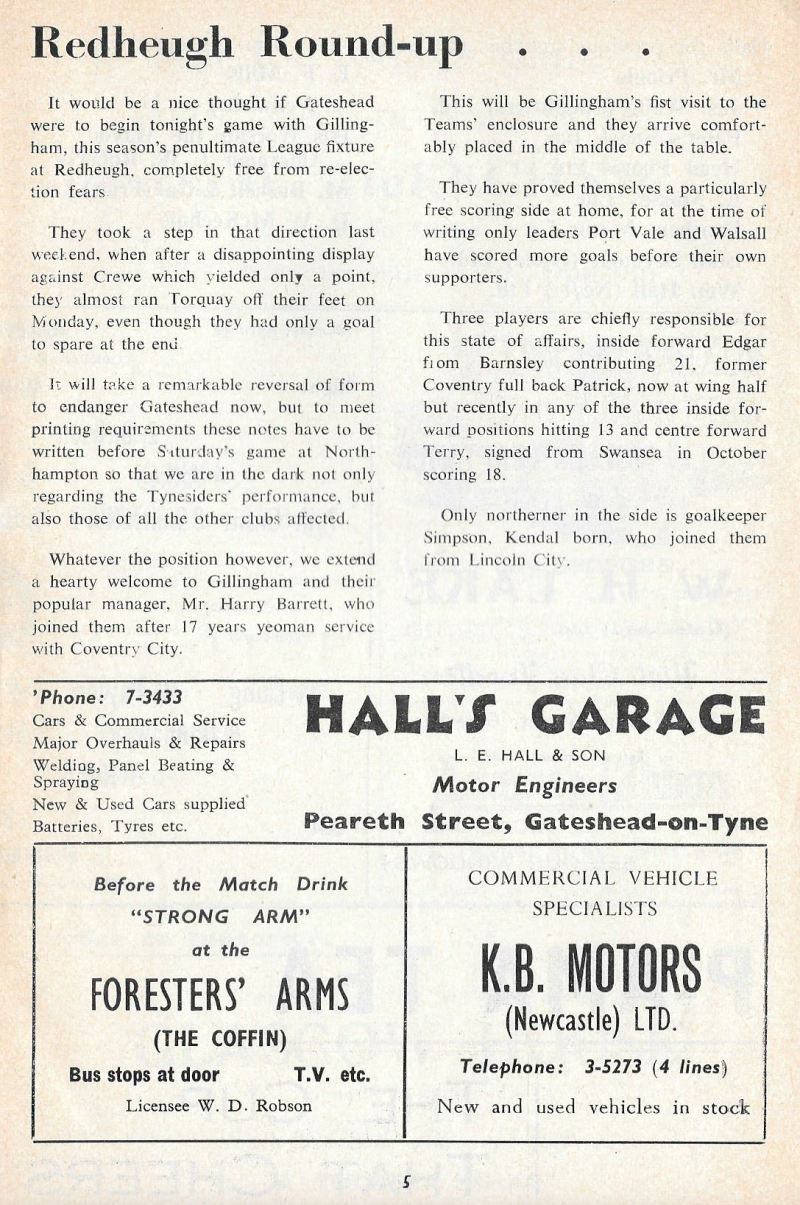 Redheugh Round-up . . .
It would be a nice thought if Gateshead
were to begin tonight's game with Gilling-
ham, this season's penultimate League fixture
at Redheugh, completely free from re-elec-
tion fears.
They took a step in that direction last
weekend, when after a disappointing display
against Crewe which yielded only a point,
they almost ran Torquay off their feet on
Monday, even though they had only a goal
to spare at the end.
It will take a remarkable reversal of form
to endanger Gateshead now, but to meet
printing requirements these notes have to be
written before Saturday's game at North-
hampton so that we are in the dark not only
regarding the Tynesiders' performance, but
also those of all the other clubs affected.
Whatever the position however, we extend
a hearty welcome to Gillingham and their
popular manager, Mr. Harry Barrett, who
joined them after 17 years yeoman service
with Coventry City.
This will be Gillingham's fist visit to the
Teams' enclosure and they arrive comfort-
ably placed in the middle of the table.
They have proved themselves a particularly
free scoring side at home, for at the time of
writing only leaders Port Vale and Walsall
have scored more goals before their own
supporters.
Three players are chiefly responsible for
this state of affairs, inside forward Edgar
from Barnsley contributing 21, former
Coventry full back Patrick, now at wing half
but recently in any of the three inside for-
ward positions hitting 13 and centre forward
Terry, signed from Swansea in October
scoring 18.
Only northerner in the side is goalkeeper
Simpson, Kendal born, who joined them
from Lincoln City.
'Phone: 7-3433
Cars & Commercial Service
Major Overhauls & Repairs
Welding, Panel Beating &
Spraying
New & Used Cars supplied
Batteries, Tyres etc.
HALL'S GARAGE
L. E. HALL & SON
Motor Engineers
Peareth Street, Gateshead-on-Tyne
Before the Match Drink
"STRONG ARM"
at the
FORESTERS' ARMS
(THE COFFIN)
Bus stops at door T.V. etc.
Licensee W. D. Robson
COMMERCIAL VEHICLE
SPECIALISTS
K.B. MOTORS
(Newcastle) LTD.
Telephone: 3-5273 (4 lines)
New and used vehicles in stock
5